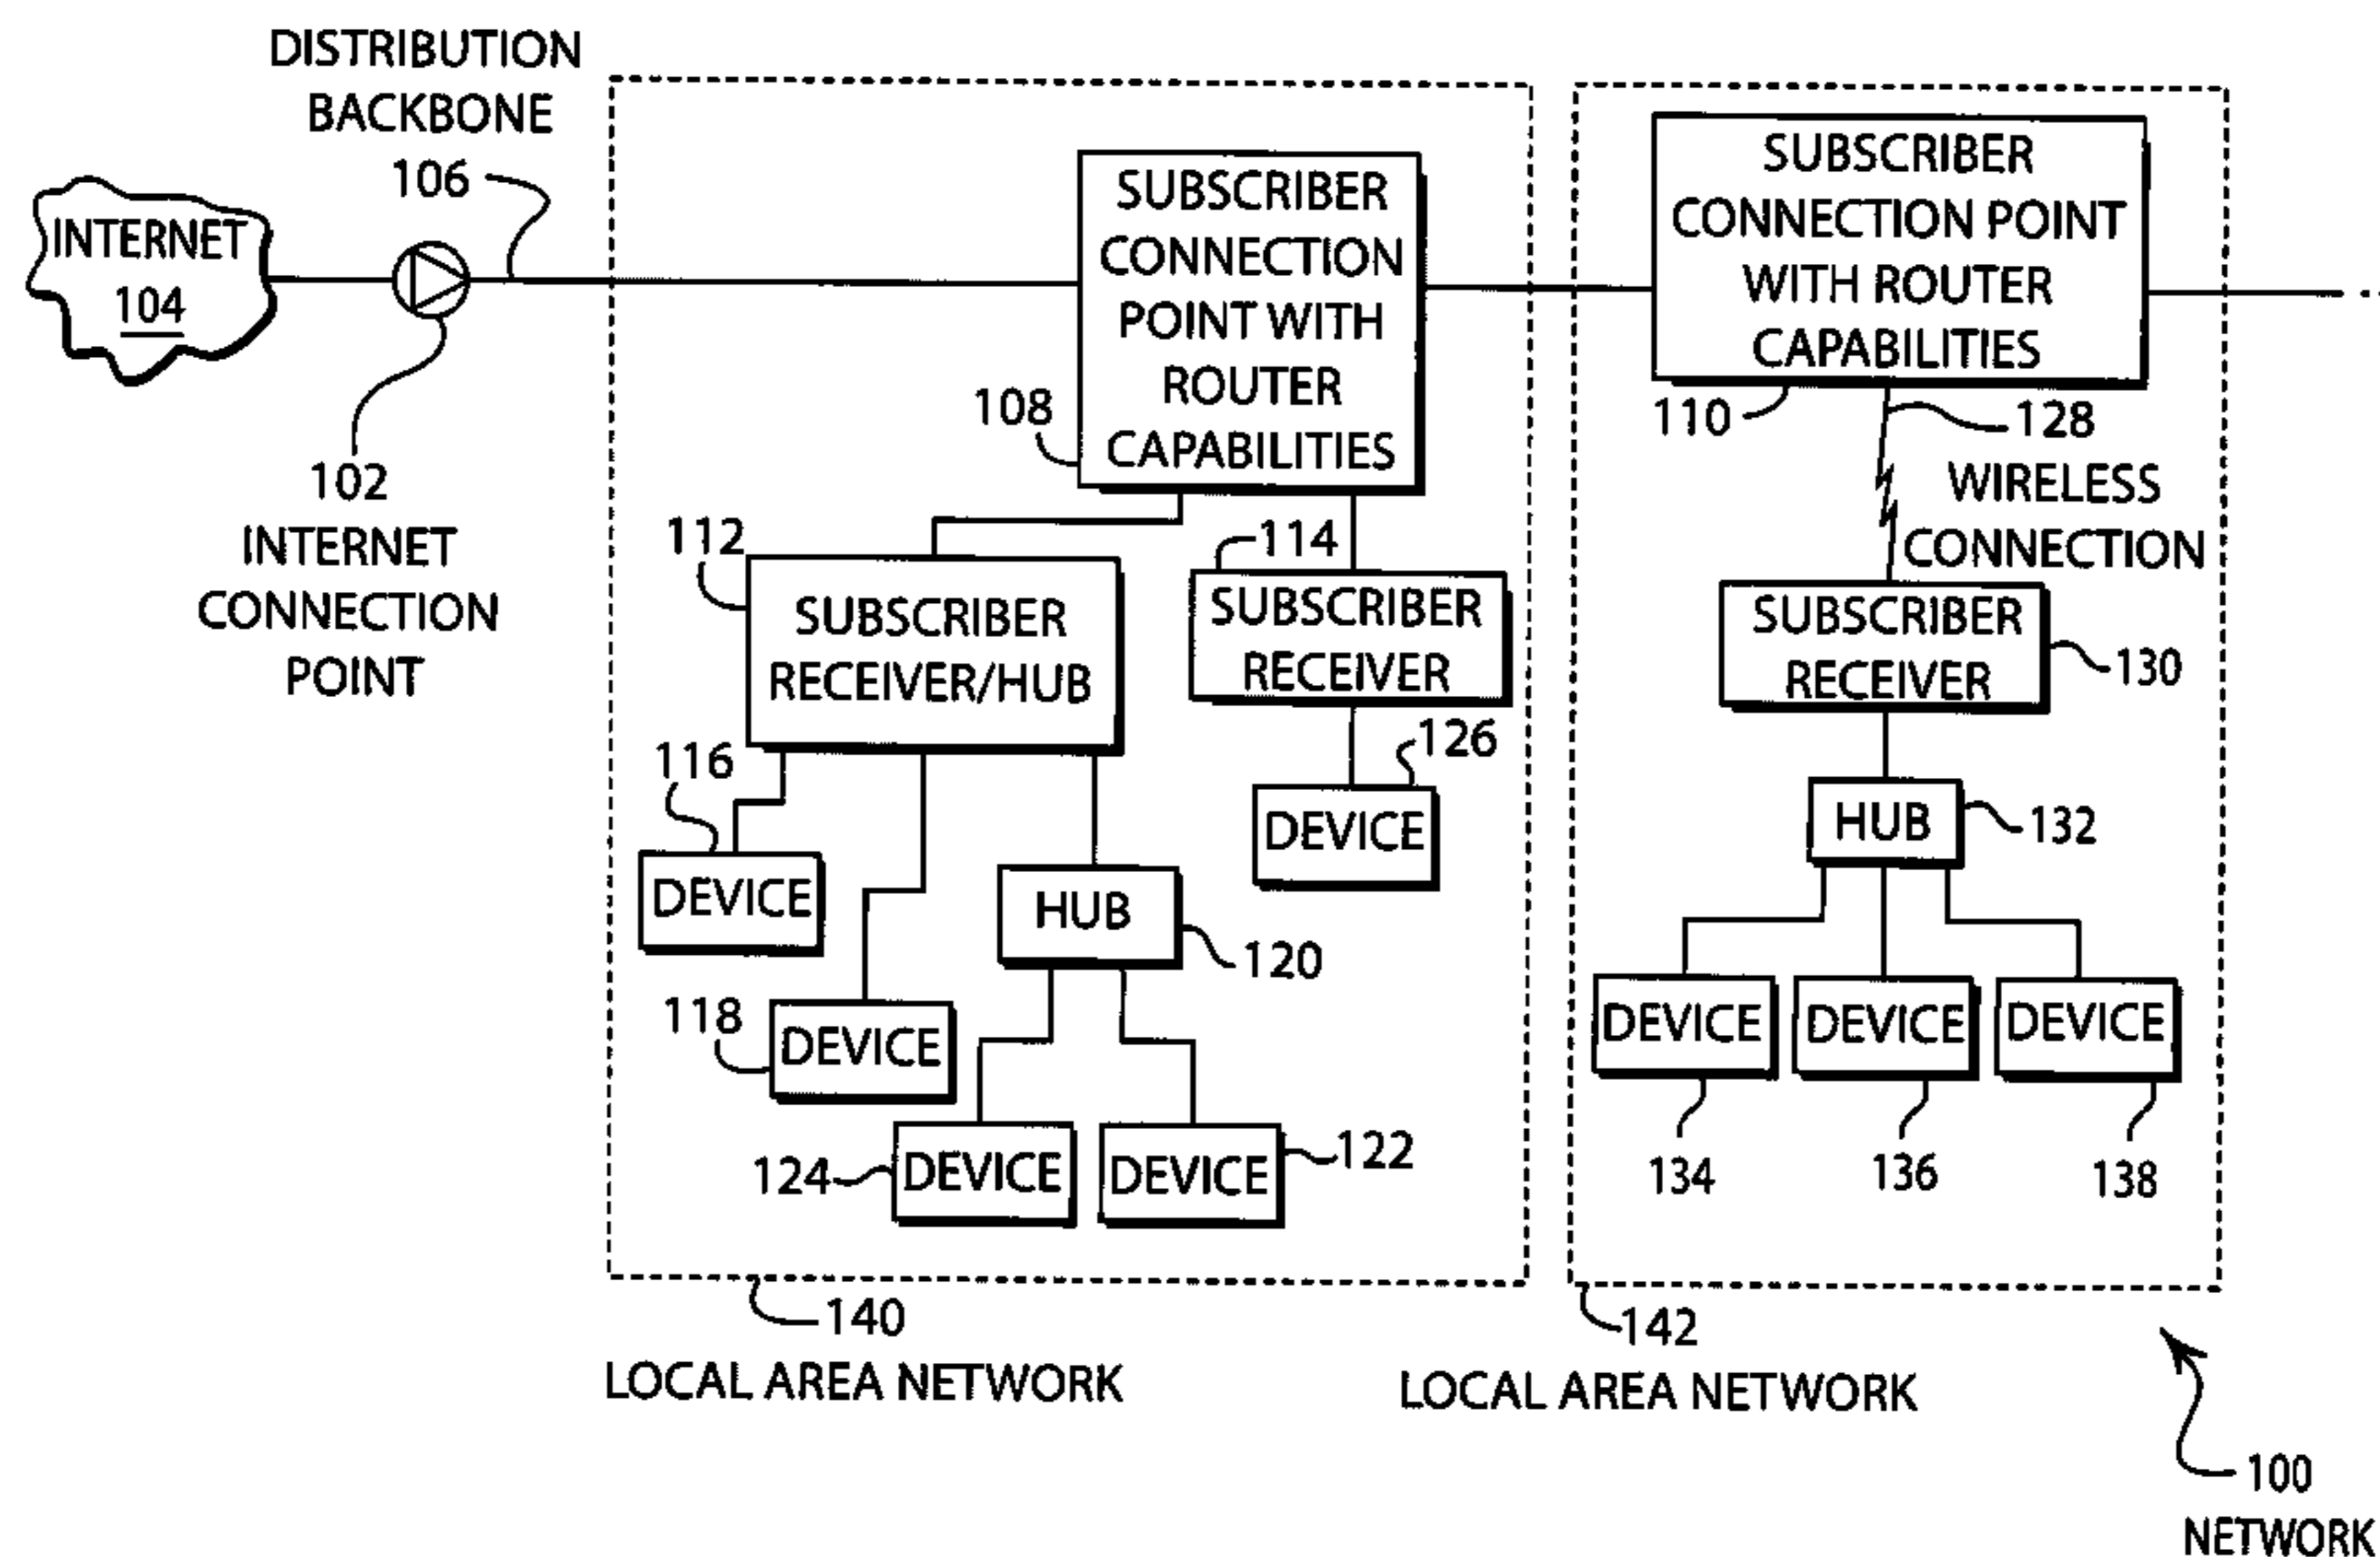 DISTRIBUTION
BACKBONE
106
INTERNET
104
102
INTERNET
CONNECTION
POINT
SUBSCRIBER
CONNECTION
POINT WITH
ROUTER
CAPABILITIES
108
112
SUBSCRIBER
RECEIVER/HUB
114
SUBSCRIBER
RECEIVER
116
DEVICE
126
DEVICE
HUB
120
118
DEVICE
124
DEVICE
DEVICE
122
140
LOCAL AREA NETWORK
SUBSCRIBER
CONNECTION POINT
WITH ROUTER
CAPABILITIES
110
128
WIRELESS
CONNECTION
SUBSCRIBER
RECEIVER
130
HUB
132
DEVICE
DEVICE
DEVICE
134
136
138
142
LOCAL AREA NETWORK
100
NETWORK